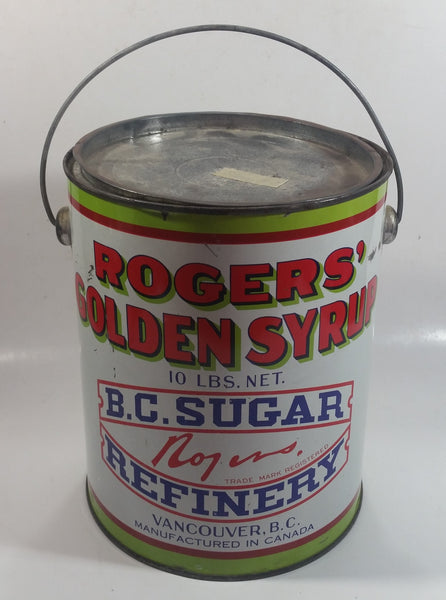 ROGERS'
GOLDEN SYRUP
10 LBS. NET.
B.C. SUGAR
Rogers.
TRADE MARK REGISTERED
REFINERY
VANCOUVER, B.C.
MANUFACTURED IN CANADA